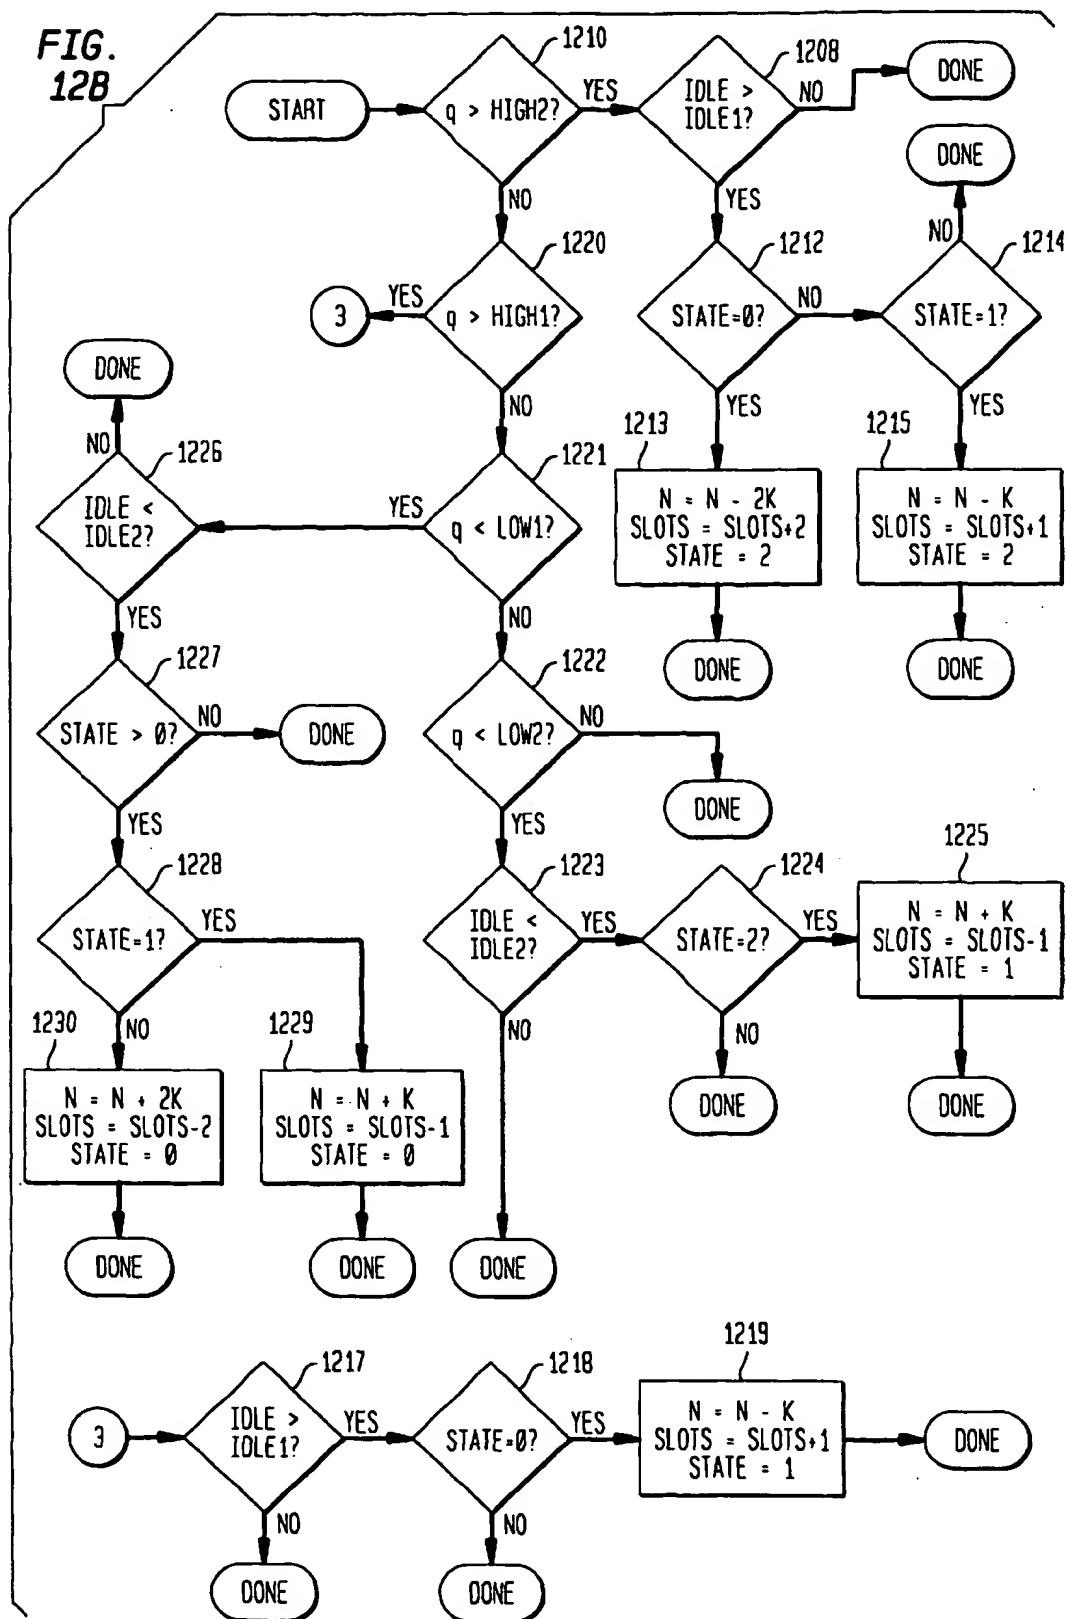 FIG.
12B
START
1210
q > HIGH2?
YES
NO
1208
IDLE >
IDLE1?
NO
YES
DONE
DONE
1220
q > HIGH1?
YES
3
NO
1212
STATE=0?
NO
YES
1214
NO
STATE=1?
YES
DONE
NO
1226
IDLE <
IDLE2?
YES
1221
q < LOW1?
YES
NO
1213
N = N - 2K
SLOTS = SLOTS+2
STATE = 2
DONE
1215
N = N - K
SLOTS = SLOTS+1
STATE = 2
DONE
1227
STATE > 0?
NO
DONE
YES
1222
q < LOW2?
NO
DONE
YES
1228
STATE=1?
YES
NO
1223
IDLE <
IDLE2?
YES
NO
1224
STATE=2?
YES
NO
1225
N = N + K
SLOTS = SLOTS-1
STATE = 1
1230
N = N + 2K
SLOTS = SLOTS-2
STATE = 0
DONE
1229
N = N + K
SLOTS = SLOTS-1
STATE = 0
DONE
DONE
DONE
DONE
3
1217
IDLE >
IDLE1?
YES
NO
DONE
1218
STATE=0?
YES
NO
DONE
1219
N = N - K
SLOTS = SLOTS+1
STATE = 1
DONE